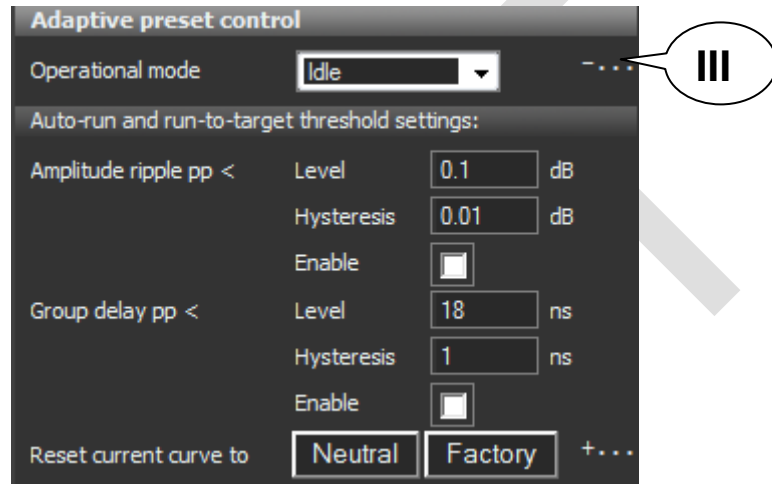 Adaptive preset control
Operational mode Idle -...
III
Auto-run and run-to-target threshold settings:
Amplitude ripple pp < Level 0.1 dB
Hysteresis 0.01 dB
Enable
Group delay pp < Level 18 ns
Hysteresis 1 ns
Enable
Reset current curve to Neutral Factory +...